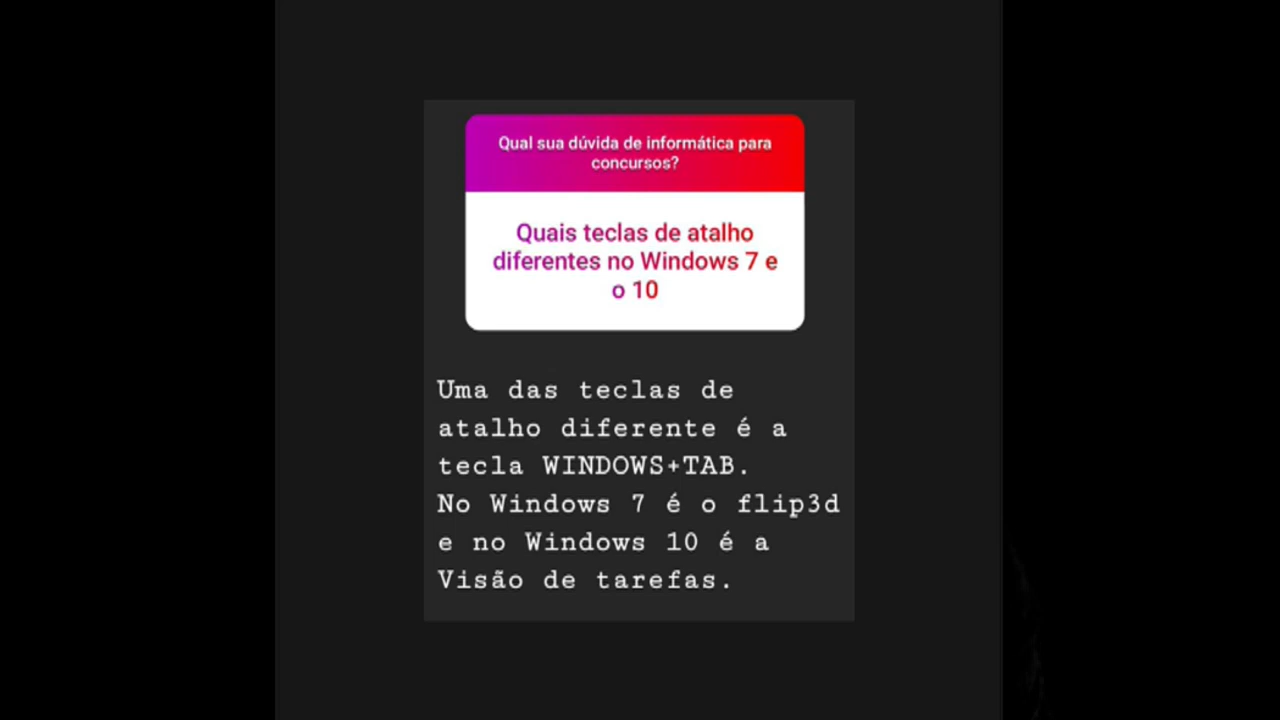 Qual sua dúvida de informática para
concursos?
Quais teclas de atalho
diferentes no Windows 7 e
o 10
Uma das teclas de
atalho diferente é a
tecla WINDOWS+TAB.
No Windows 7 é o flip3d
e no Windows 10 é a
Visão de tarefas.